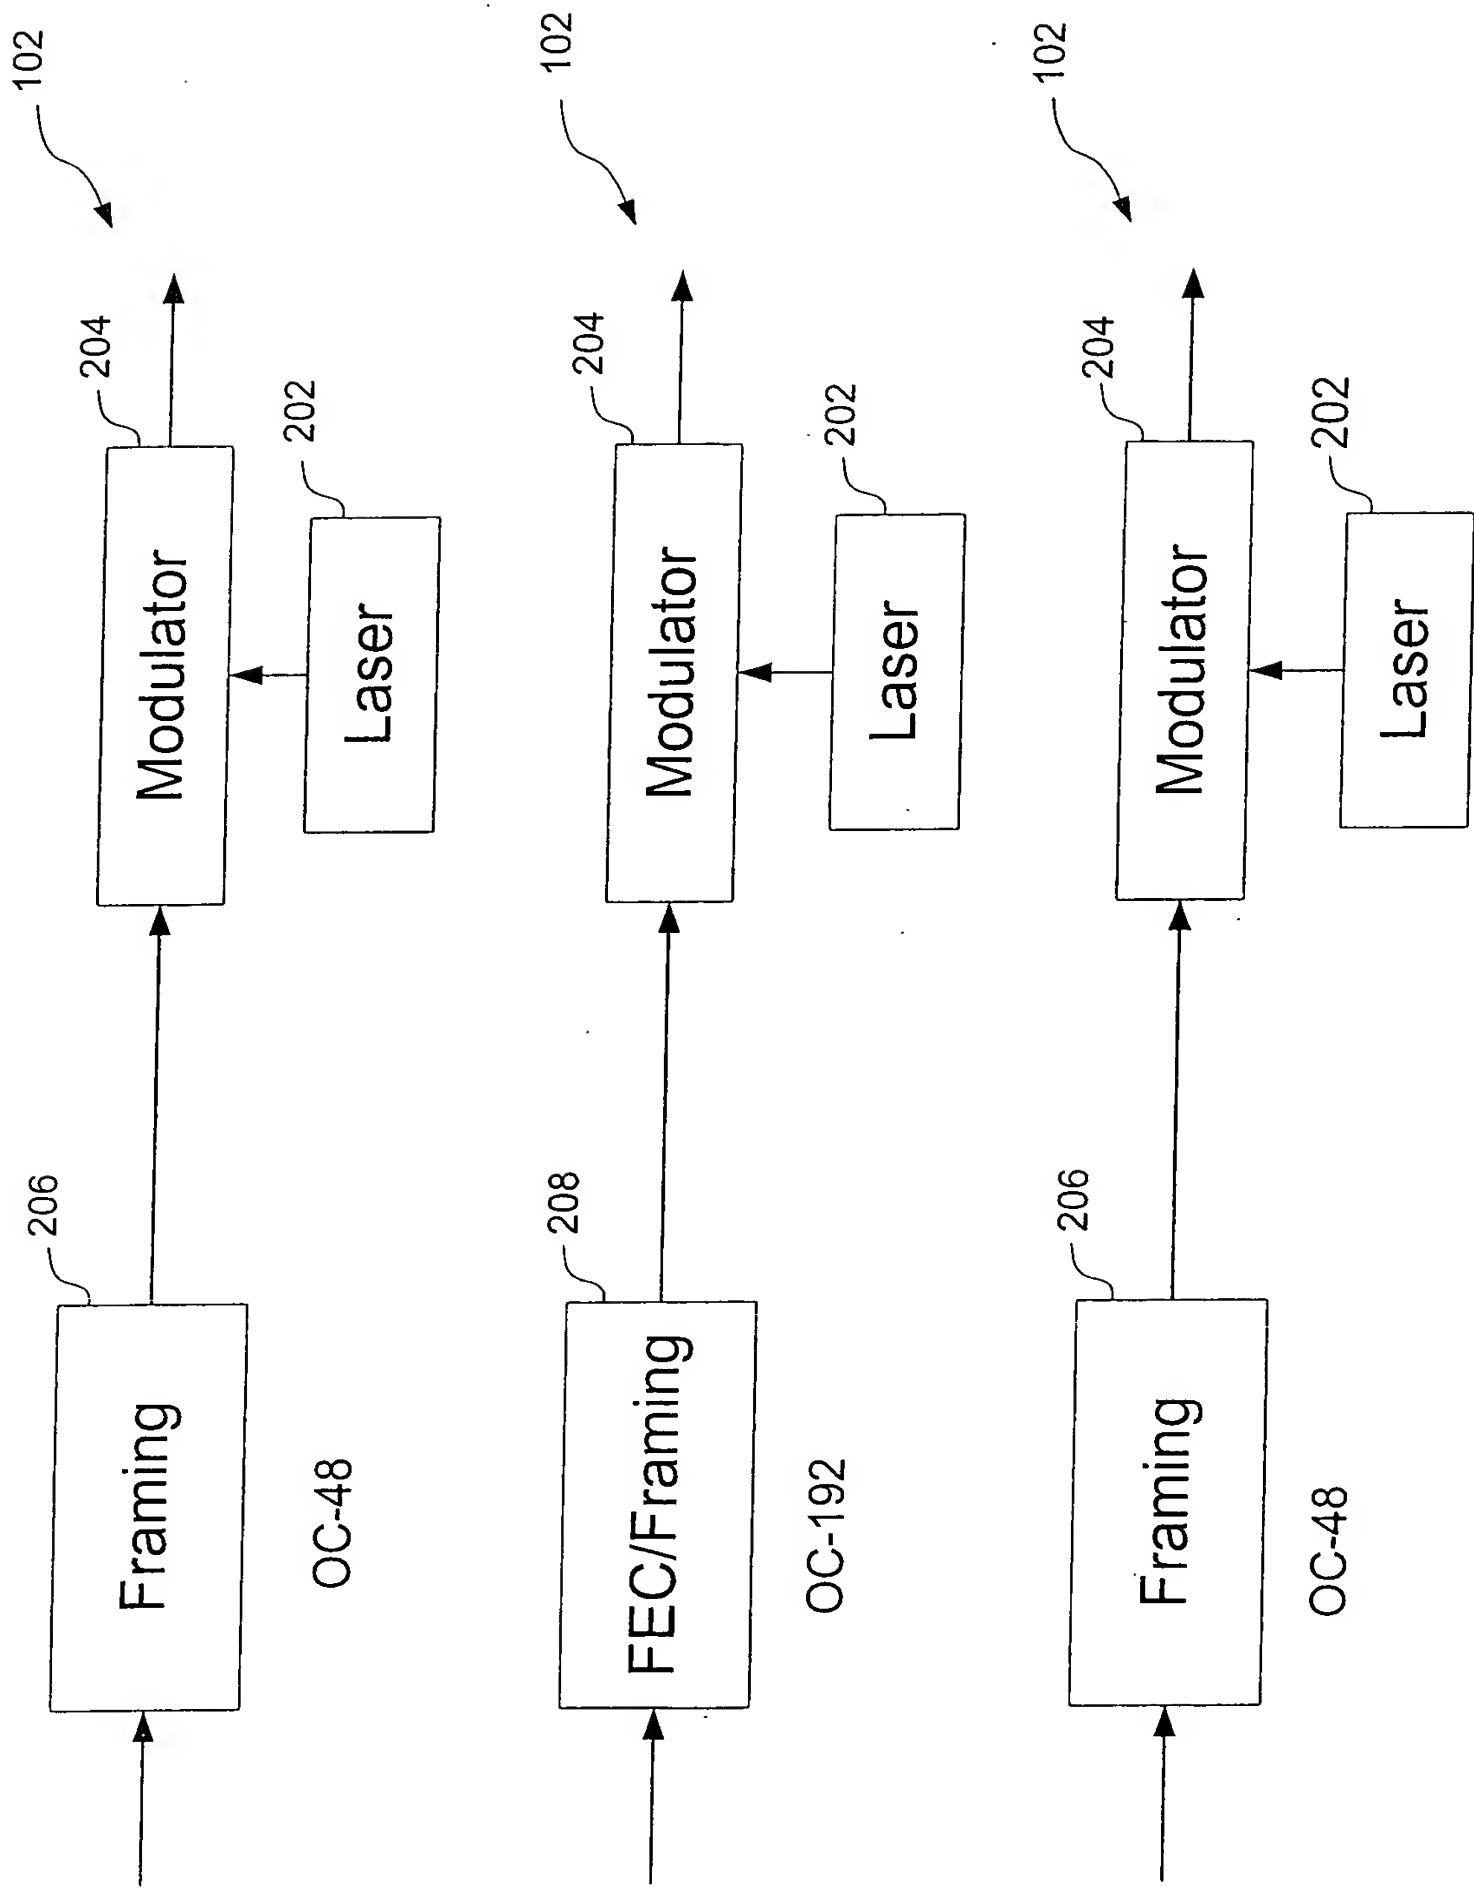 102
204
Modulator
202
Laser
206
Framing
OC-48
102
204
Modulator
202
Laser
208
FEC/Framing
OC-192
102
204
Modulator
202
Laser
206
Framing
OC-48